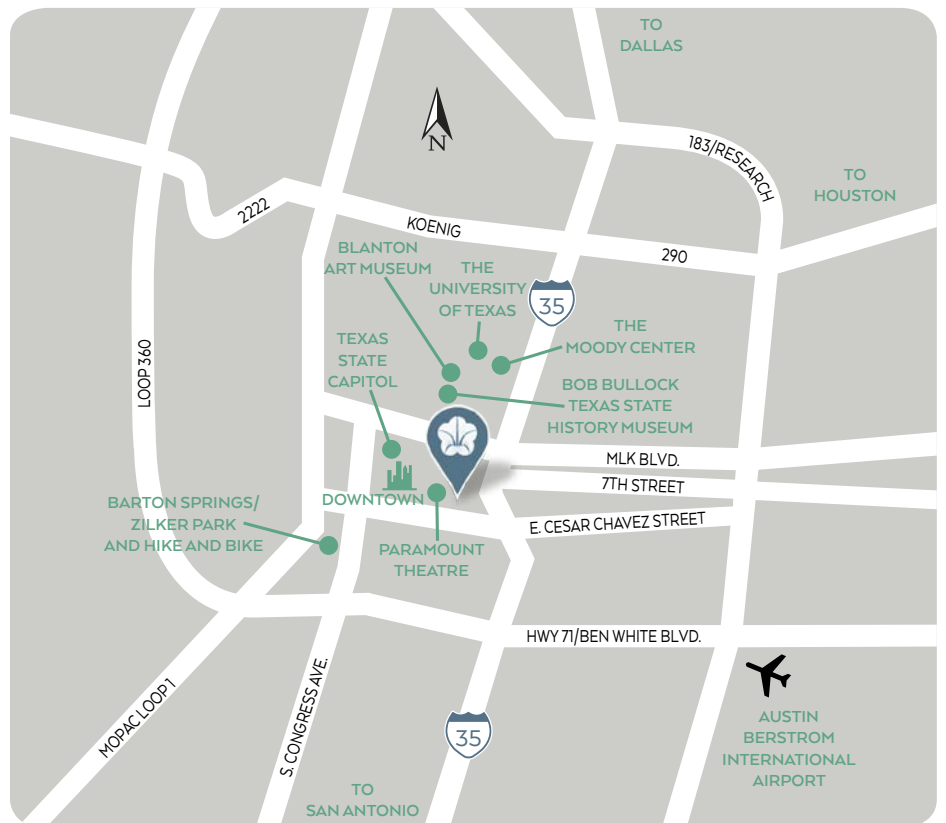 TO
DALLAS
N
183/RESEARCH
TO
HOUSTON
2222
KOENIG
290
BLANTON
ART MUSEUM
THE
UNIVERSITY
OF TEXAS
35
THE
MOODY CENTER
TEXAS
STATE
CAPITOL
LOOP 360
BOB BULLOCK
TEXAS STATE
HISTORY MUSEUM
MLK BLVD.
7TH STREET
DOWNTOWN
E. CESAR CHAVEZ STREET
BARTON SPRINGS/
ZILKER PARK
AND HIKE AND BIKE
PARAMOUNT
THEATRE
HWY 71/BEN WHITE BLVD.
MOPAC LOOP 1
S. CONGRESS AVE.
35
AUSTIN
BERSTROM
INTERNATIONAL
AIRPORT
TO
SAN ANTONIO